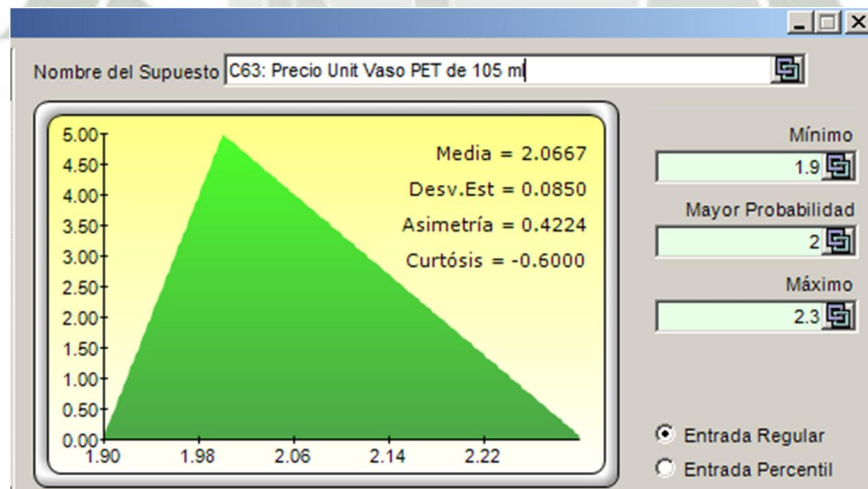 Nombre del Supuesto C63: Precio Unit Vaso PET de 105 ml
Media = 2.0667
Desv.Est = 0.0850
Asimetría = 0.4224
Curtósis = -0.6000
5.00
4.50
4.00
3.50
3.00
2.50
2.00
1.50
1.00
0.50
0.00
1.90 1.98 2.06 2.14 2.22
Mínimo
1.9
Mayor Probabilidad
2
Máximo
2.3
Entrada Regular
Entrada Percentil